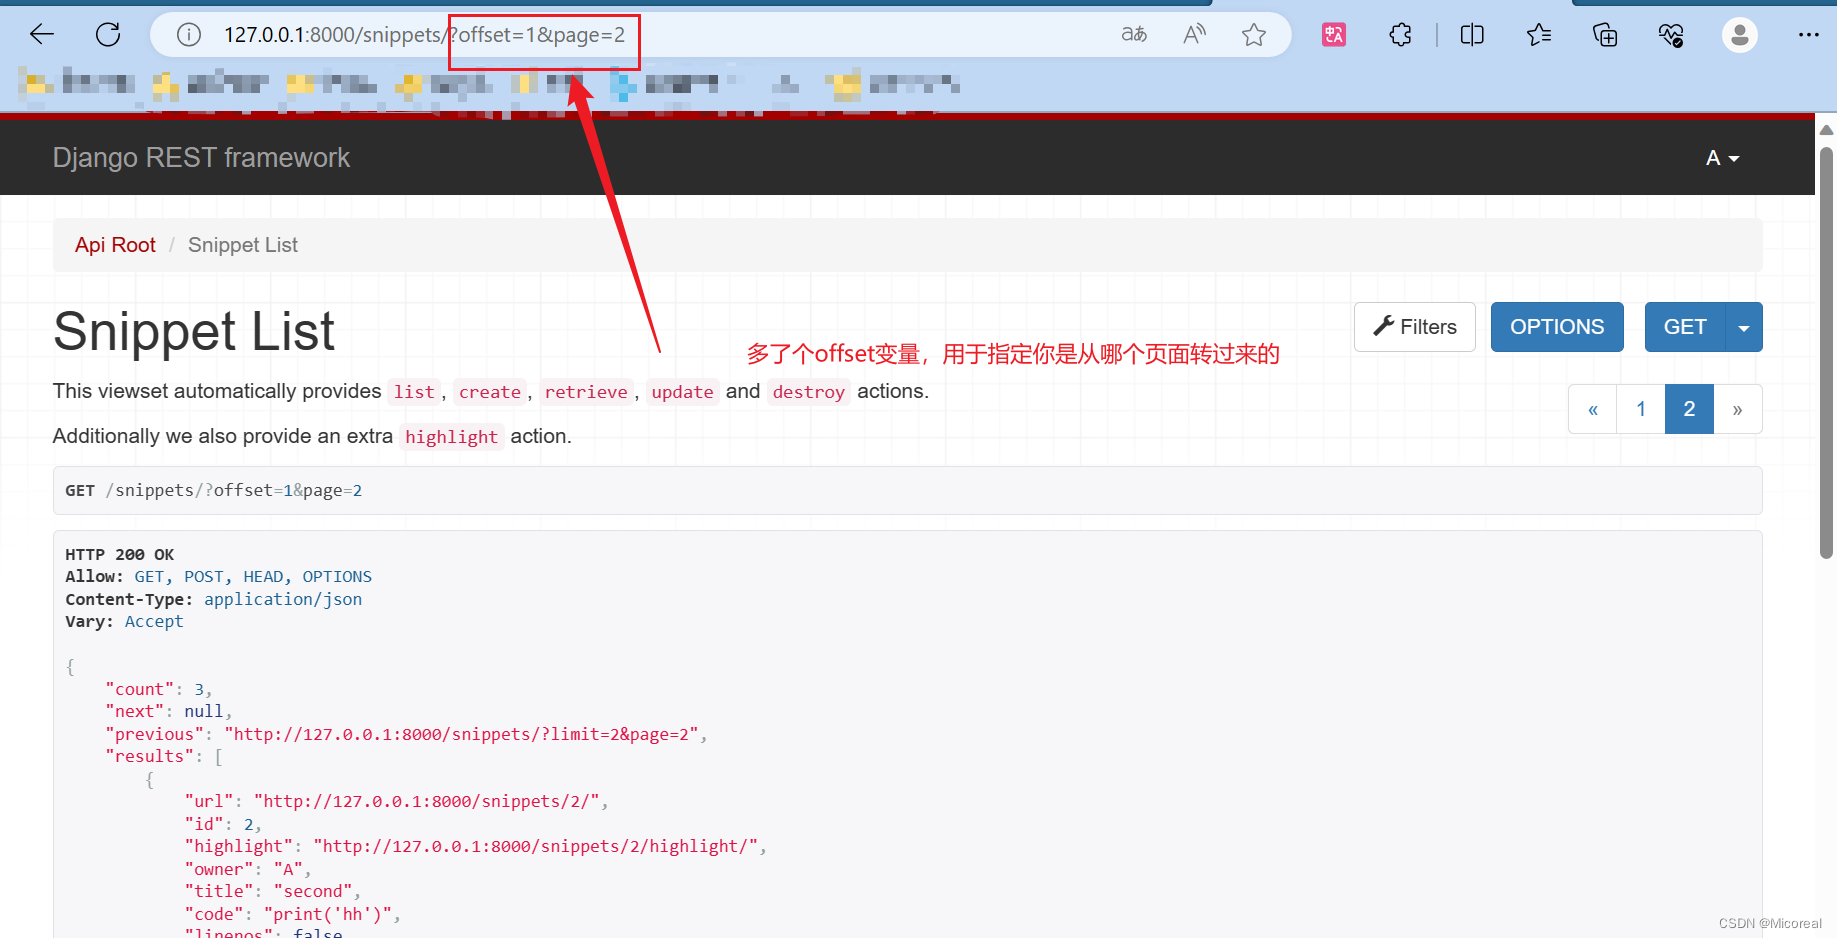 127.0.0.1:8000/snippets/?offset=1&page=2
Django REST framework
A
Api Root / Snippet List
Snippet List
Filters
OPTIONS
GET
多了个offset变量，用于指定你是从哪个页面转过来的
This viewset automatically provides list, create, retrieve, update and destroy actions.
« 1 2 »
Additionally we also provide an extra highlight action.
GET /snippets/?offset=1&page=2
HTTP 200 OK
Allow: GET, POST, HEAD, OPTIONS
Content-Type: application/json
Vary: Accept
{
"count": 3,
"next": null,
"previous": "http://127.0.0.1:8000/snippets/?limit=2&page=2",
"results": [
{
"url": "http://127.0.0.1:8000/snippets/2/",
"id": 2,
"highlight": "http://127.0.0.1:8000/snippets/2/highlight/",
"owner": "A",
"title": "second",
"code": "print('hh')",
"linenos": false
CSDN @Micoreal